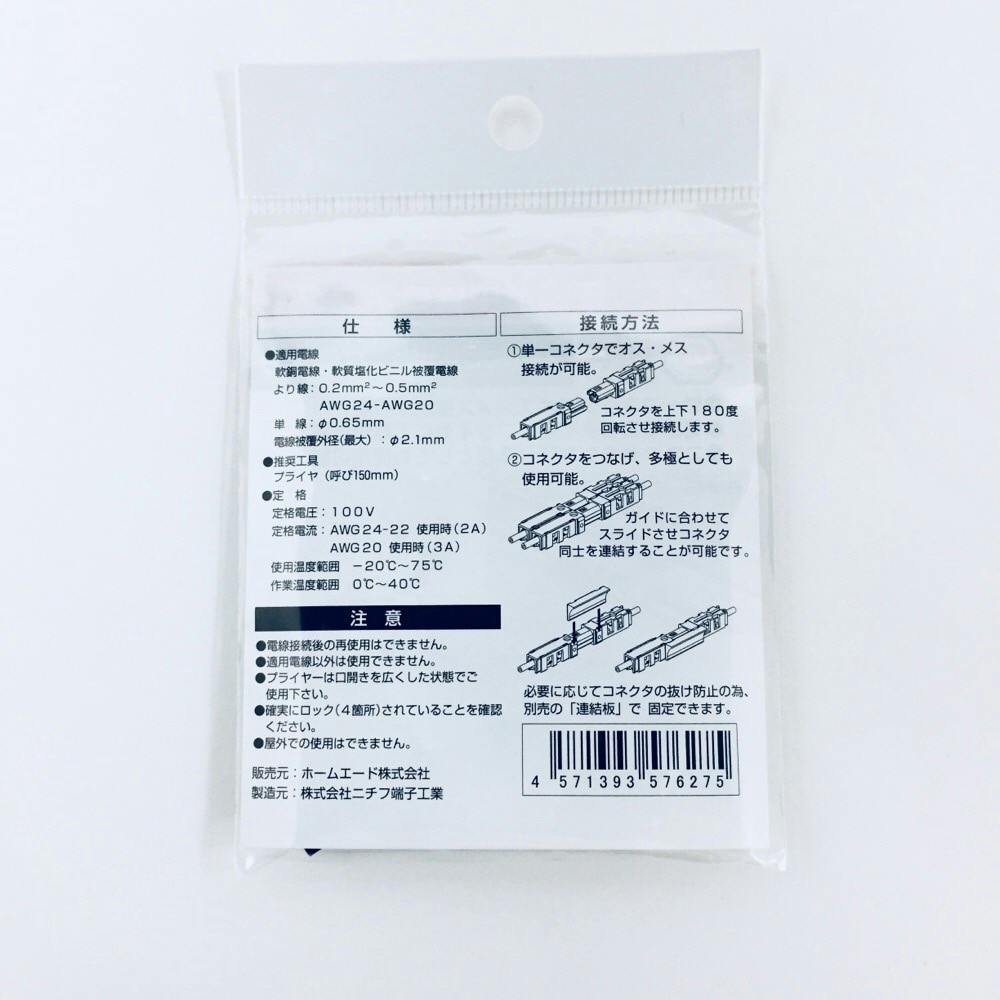 仕様
●適用電線
軟銅電線・軟質塩化ビニル被覆電線
より線：0.2mm²～0.5mm²
AWG24-AWG20
単 線：φ0.65mm
電線被覆外径(最大)：φ2.1mm
●推奨工具
プライヤ（呼び150mm）
●定 格
定格電圧：100V
定格電流：AWG24-22 使用時(2A)
AWG20 使用時(3A)
使用温度範囲 －20℃～75℃
作業温度範囲 0℃～40℃
注意
●電線接続後の再使用はできません。
●適用電線以外は使用できません。
●プライヤーは口開きを広くした状態でご
使用下さい。
●確実にロック(4箇所)されていることを確認
ください。
●屋外での使用はできません。
販売元：ホームエード株式会社
製造元：株式会社ニチフ端子工業
接続方法
①単一コネクタでオス・メス
接続が可能。
コネクタを上下180度
回転させ接続します。
②コネクタをつなげ、多極としても
使用可能。
ガイドに合わせて
スライドさせコネクタ
同士を連結することが可能です。
必要に応じてコネクタの抜け防止の為、
別売の「連結板」で 固定できます。
4 571393 576275